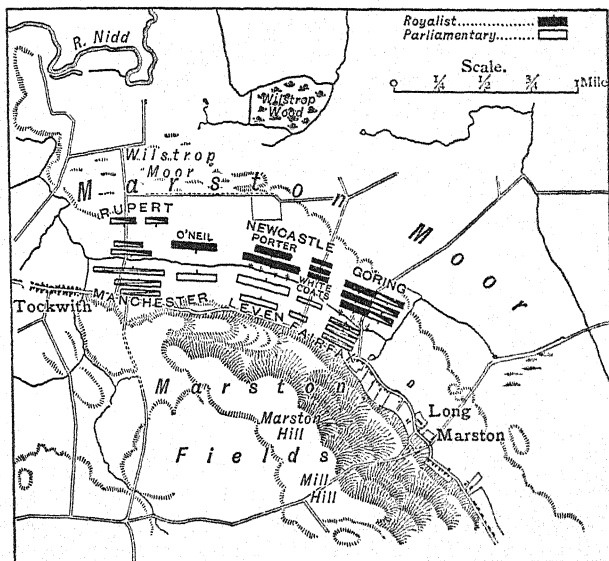 Royalist
Parliamentary
Scale.
¼ ½ ¾ 1 Mile
R. Nidd
Wilstrop
Wood
Wilstrop
Moor
Marston
Moor
RUPERT
O'NEIL
NEWCASTLE
PORTER
WHITE
COATS
GORING
Tockwith
MANCHESTER
LEVEN
FAIRFAX
Marston
Fields
Marston
Hill
Mill
Hill
Long
Marston